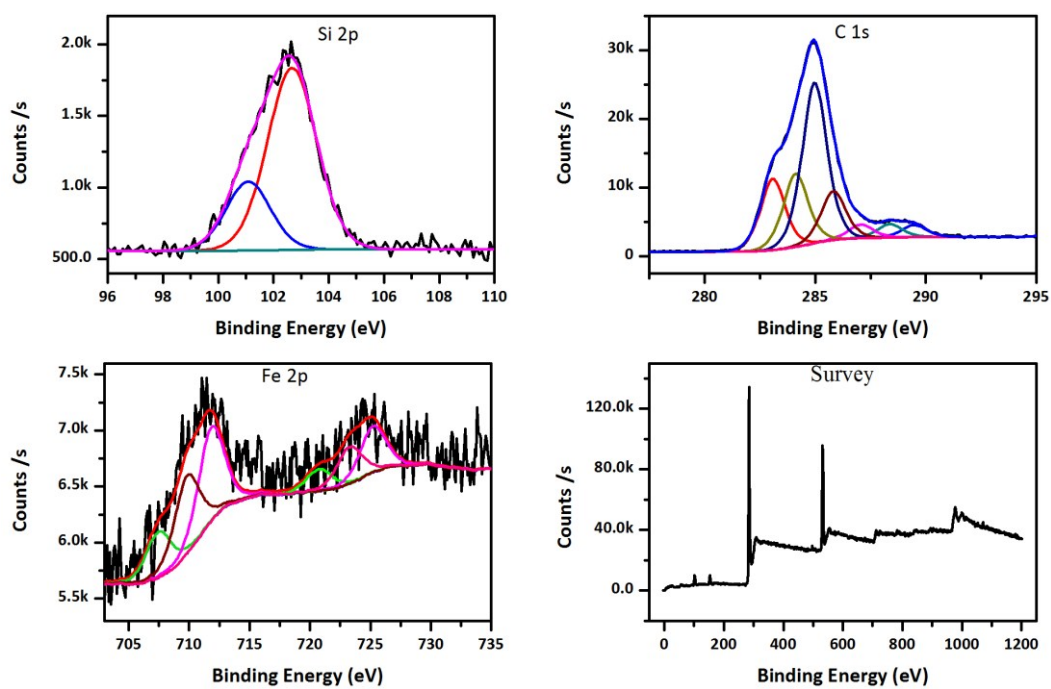 Si 2p
2.0k
1.5k
1.0k
500.0
96 98 100 102 104 106 108 110
Counts /s
Binding Energy (eV)
C 1s
30k
20k
10k
0
280 285 290 295
Counts /s
Binding Energy (eV)
Fe 2p
7.5k
7.0k
6.5k
6.0k
5.5k
705 710 715 720 725 730 735
Counts /s
Binding Energy (eV)
Survey
120.0k
80.0k
40.0k
0.0
0 200 400 600 800 1000 1200
Counts /s
Binding Energy (eV)